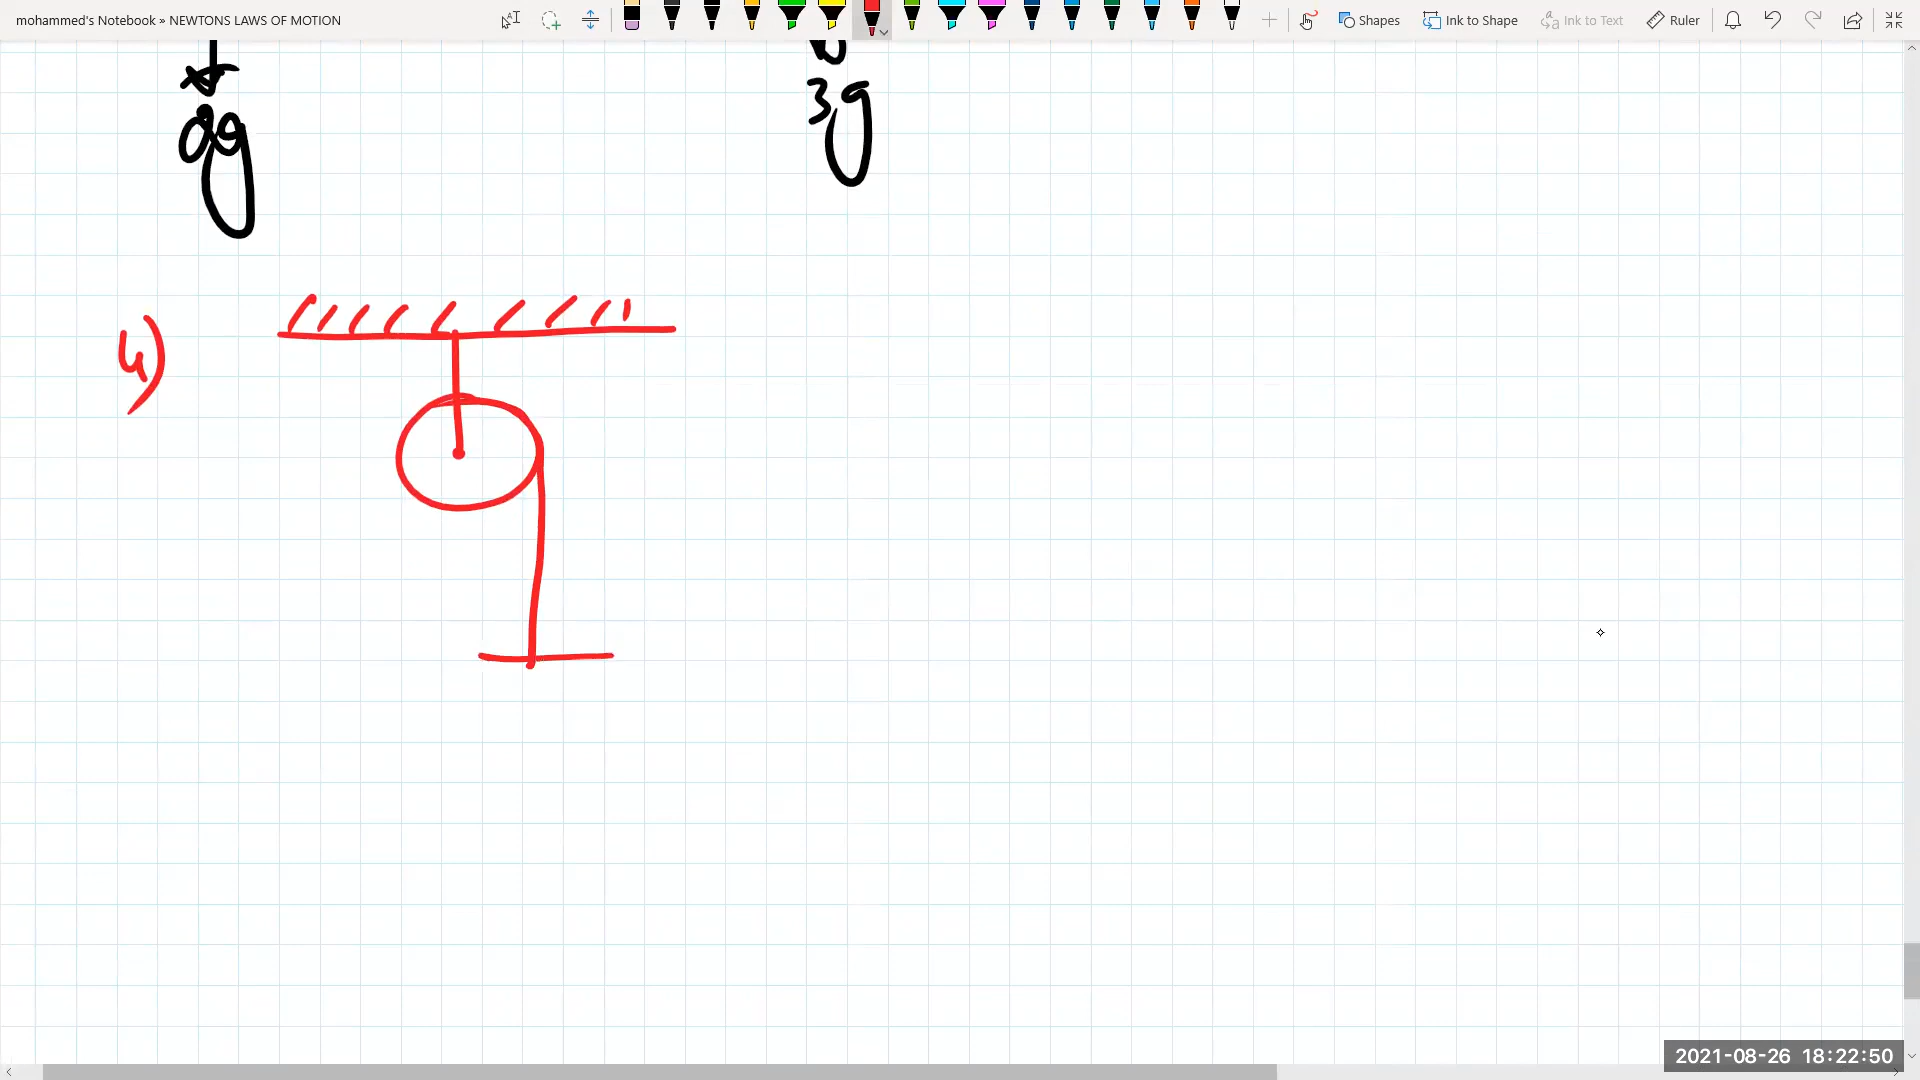 mohammed's Notebook » NEWTONS LAWS OF MOTION
Shapes
Ink to Shape
Ink to Text
Ruler
3g
4)
2021-08-26 18:22:50